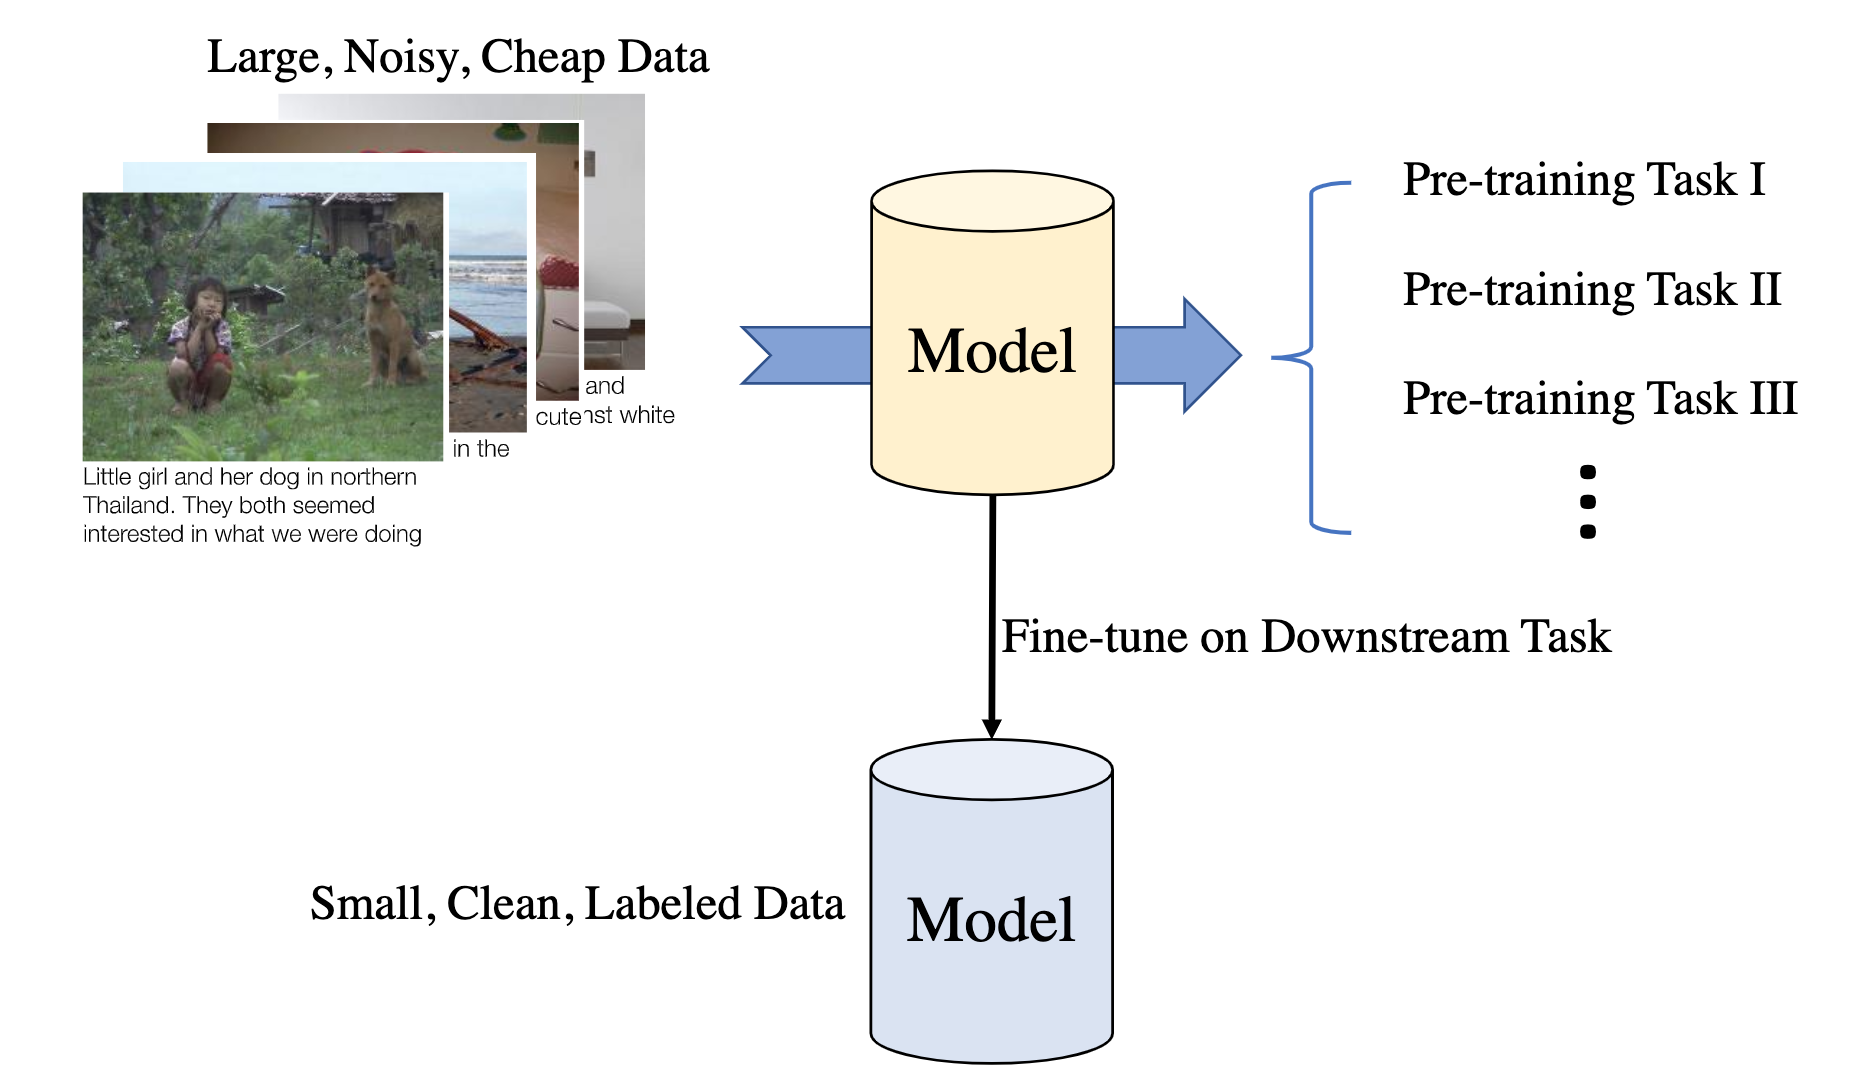 Large, Noisy, Cheap Data
and
cutenst white
in the
Little girl and her dog in northern
Thailand. They both seemed
interested in what we were doing
Model
Pre-training Task I
Pre-training Task II
Pre-training Task III
Fine-tune on Downstream Task
Small, Clean, Labeled Data
Model